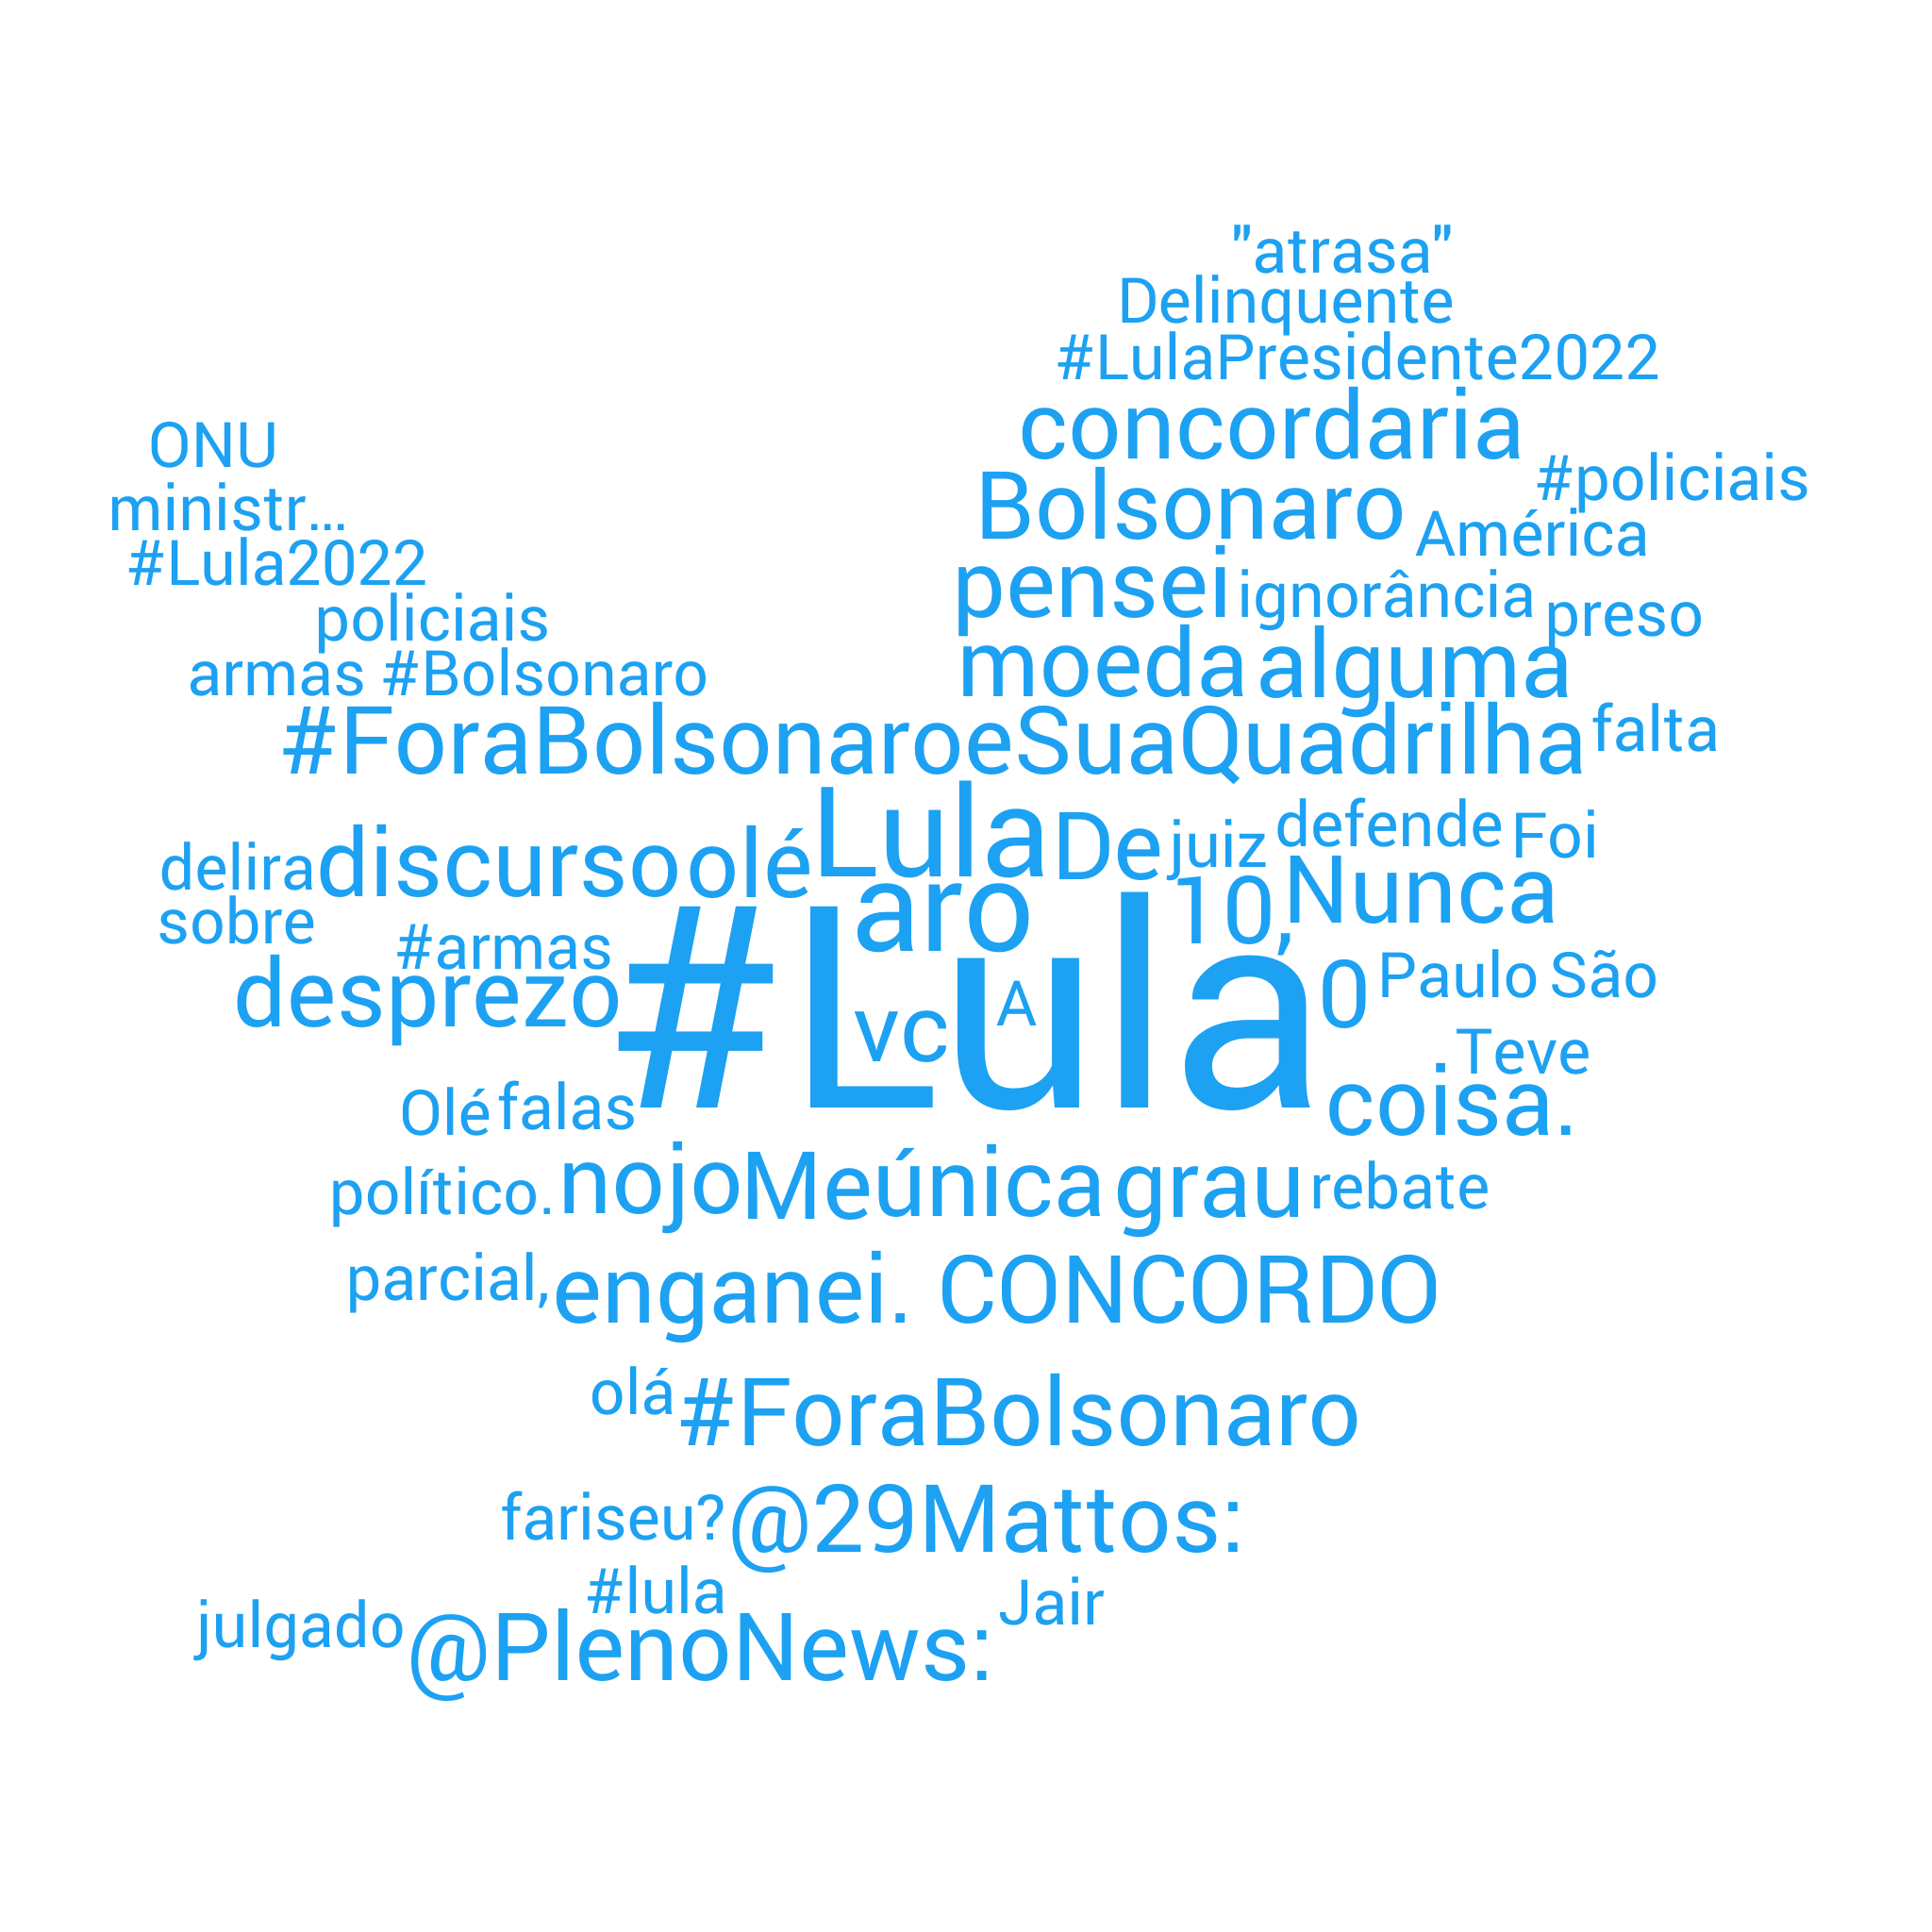 "atrasa"
Delinquente
#LulaPresidente2022
concordaria
ONU
Bolsonaro #policiais
ministr...
América
#Lula2022
pensei ignorância preso
policiais
armas #Bolsonaro moeda alguma
#ForaBolsonaroeSuaQuadrilha falta
Lula De juiz defende Foi
delira discurso olé
aro 10, Nunca
sobre
#armas
desprezo #Lula 0 Paulo São
vc A
Teve
Olé falas coisa.
político. nojo Me única grau rebate
parcial, enganei. CONCORDO
olá #ForaBolsonaro
fariseu? @29Mattos:
#lula Jair
julgado @PlenoNews: